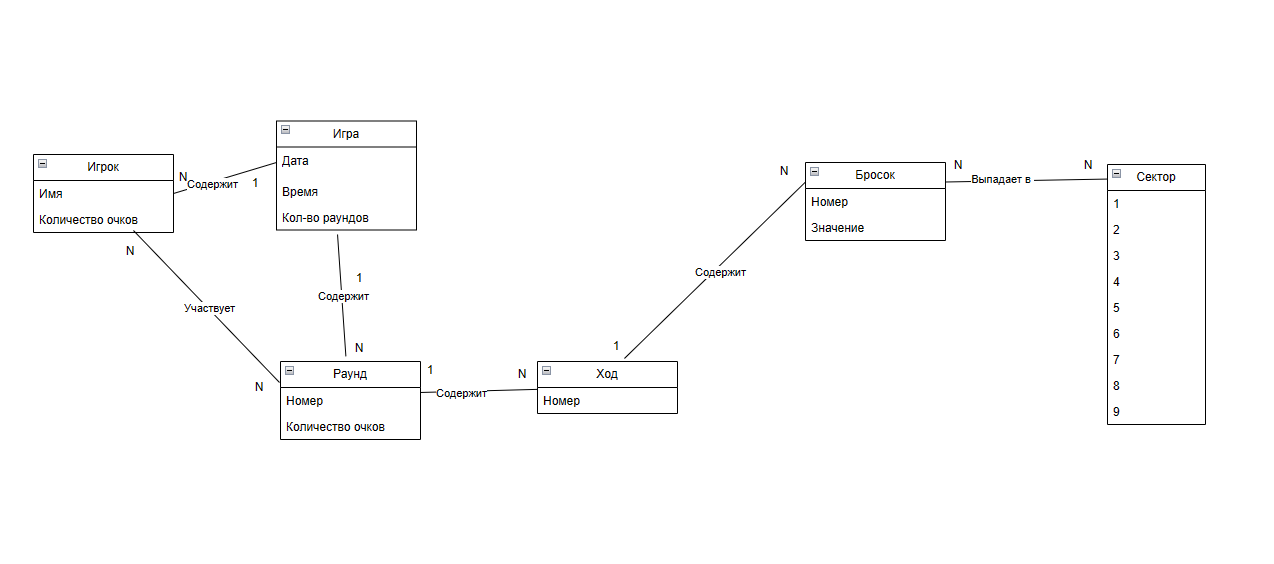 Игрок
Имя
Количество очков
N
Содержит
1
Игра
Дата
Время
Кол-во раундов
N
Участвует
N
1
Содержит
N
Раунд
Номер
Количество очков
1
Содержит
N
Ход
Номер
1
Содержит
N
Бросок
Номер
Значение
N
Выпадает в
N
Сектор
1
2
3
4
5
6
7
8
9